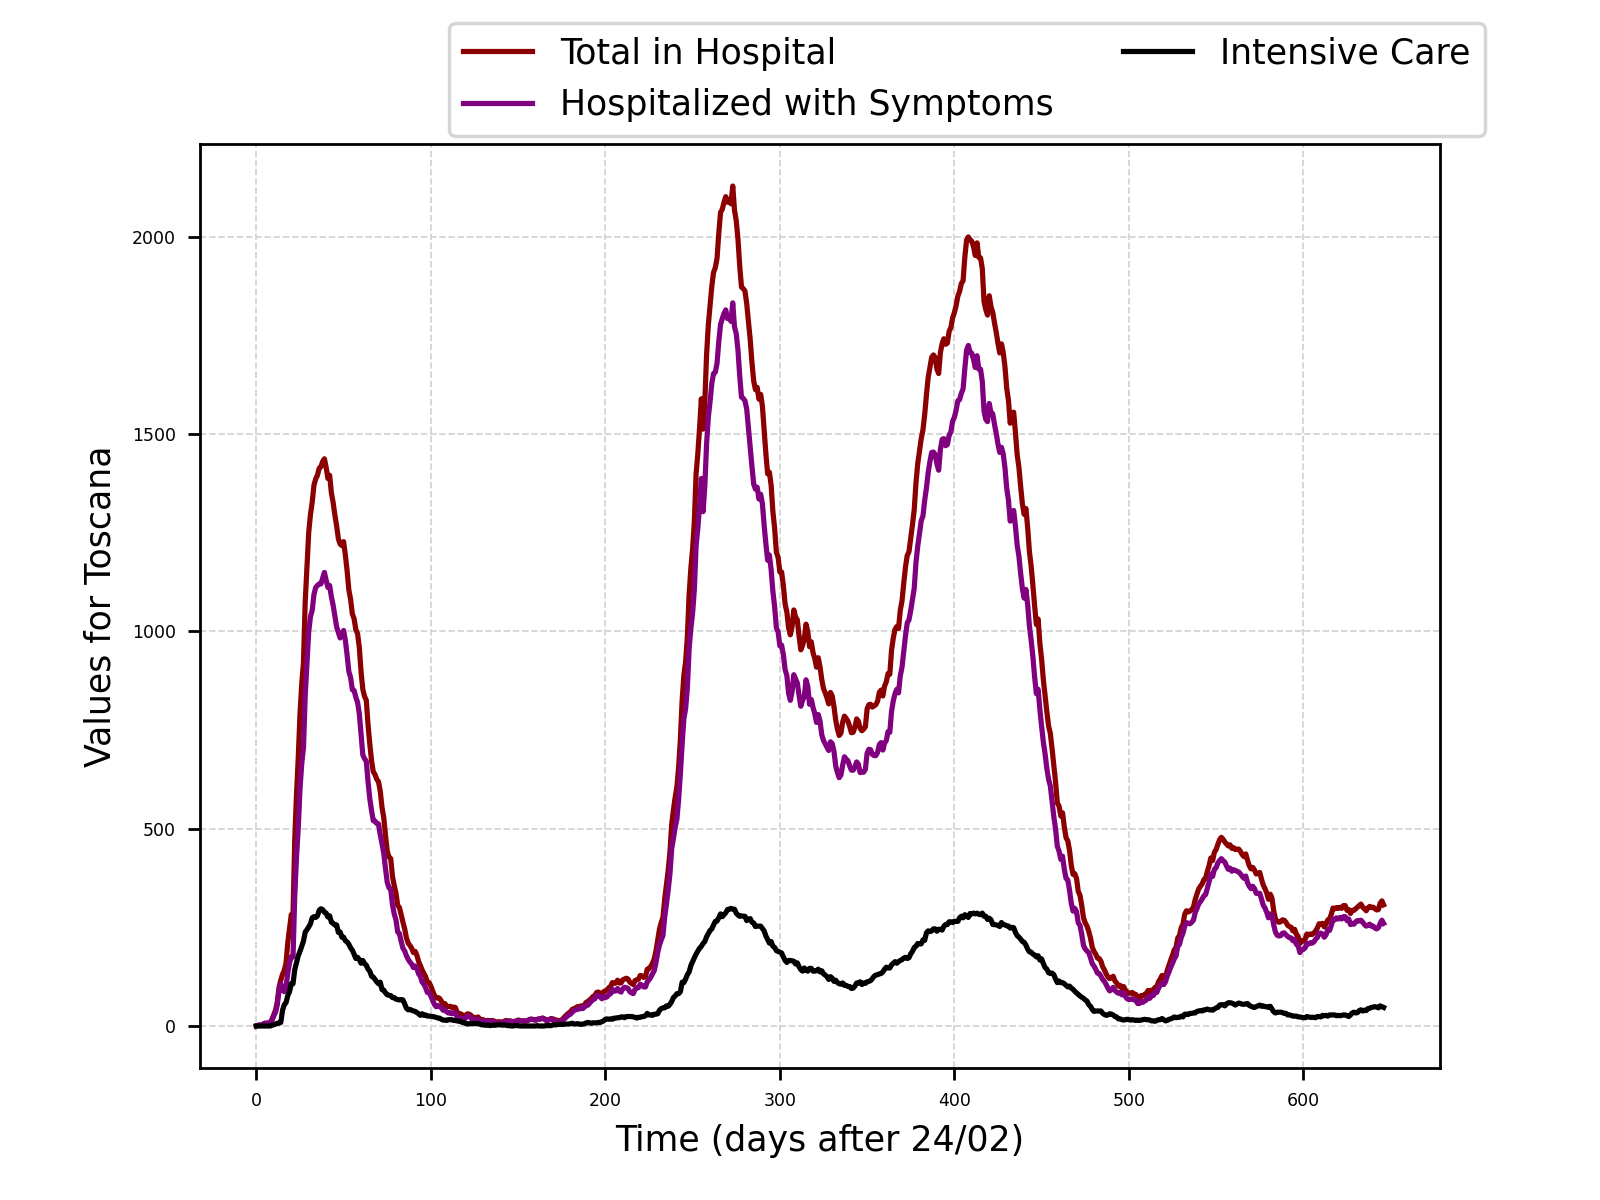 Total in Hospital
Hospitalized with Symptoms
Intensive Care
Values for Toscana
2000
1500
1000
500
0
0 100 200 300 400 500 600
Time (days after 24/02)